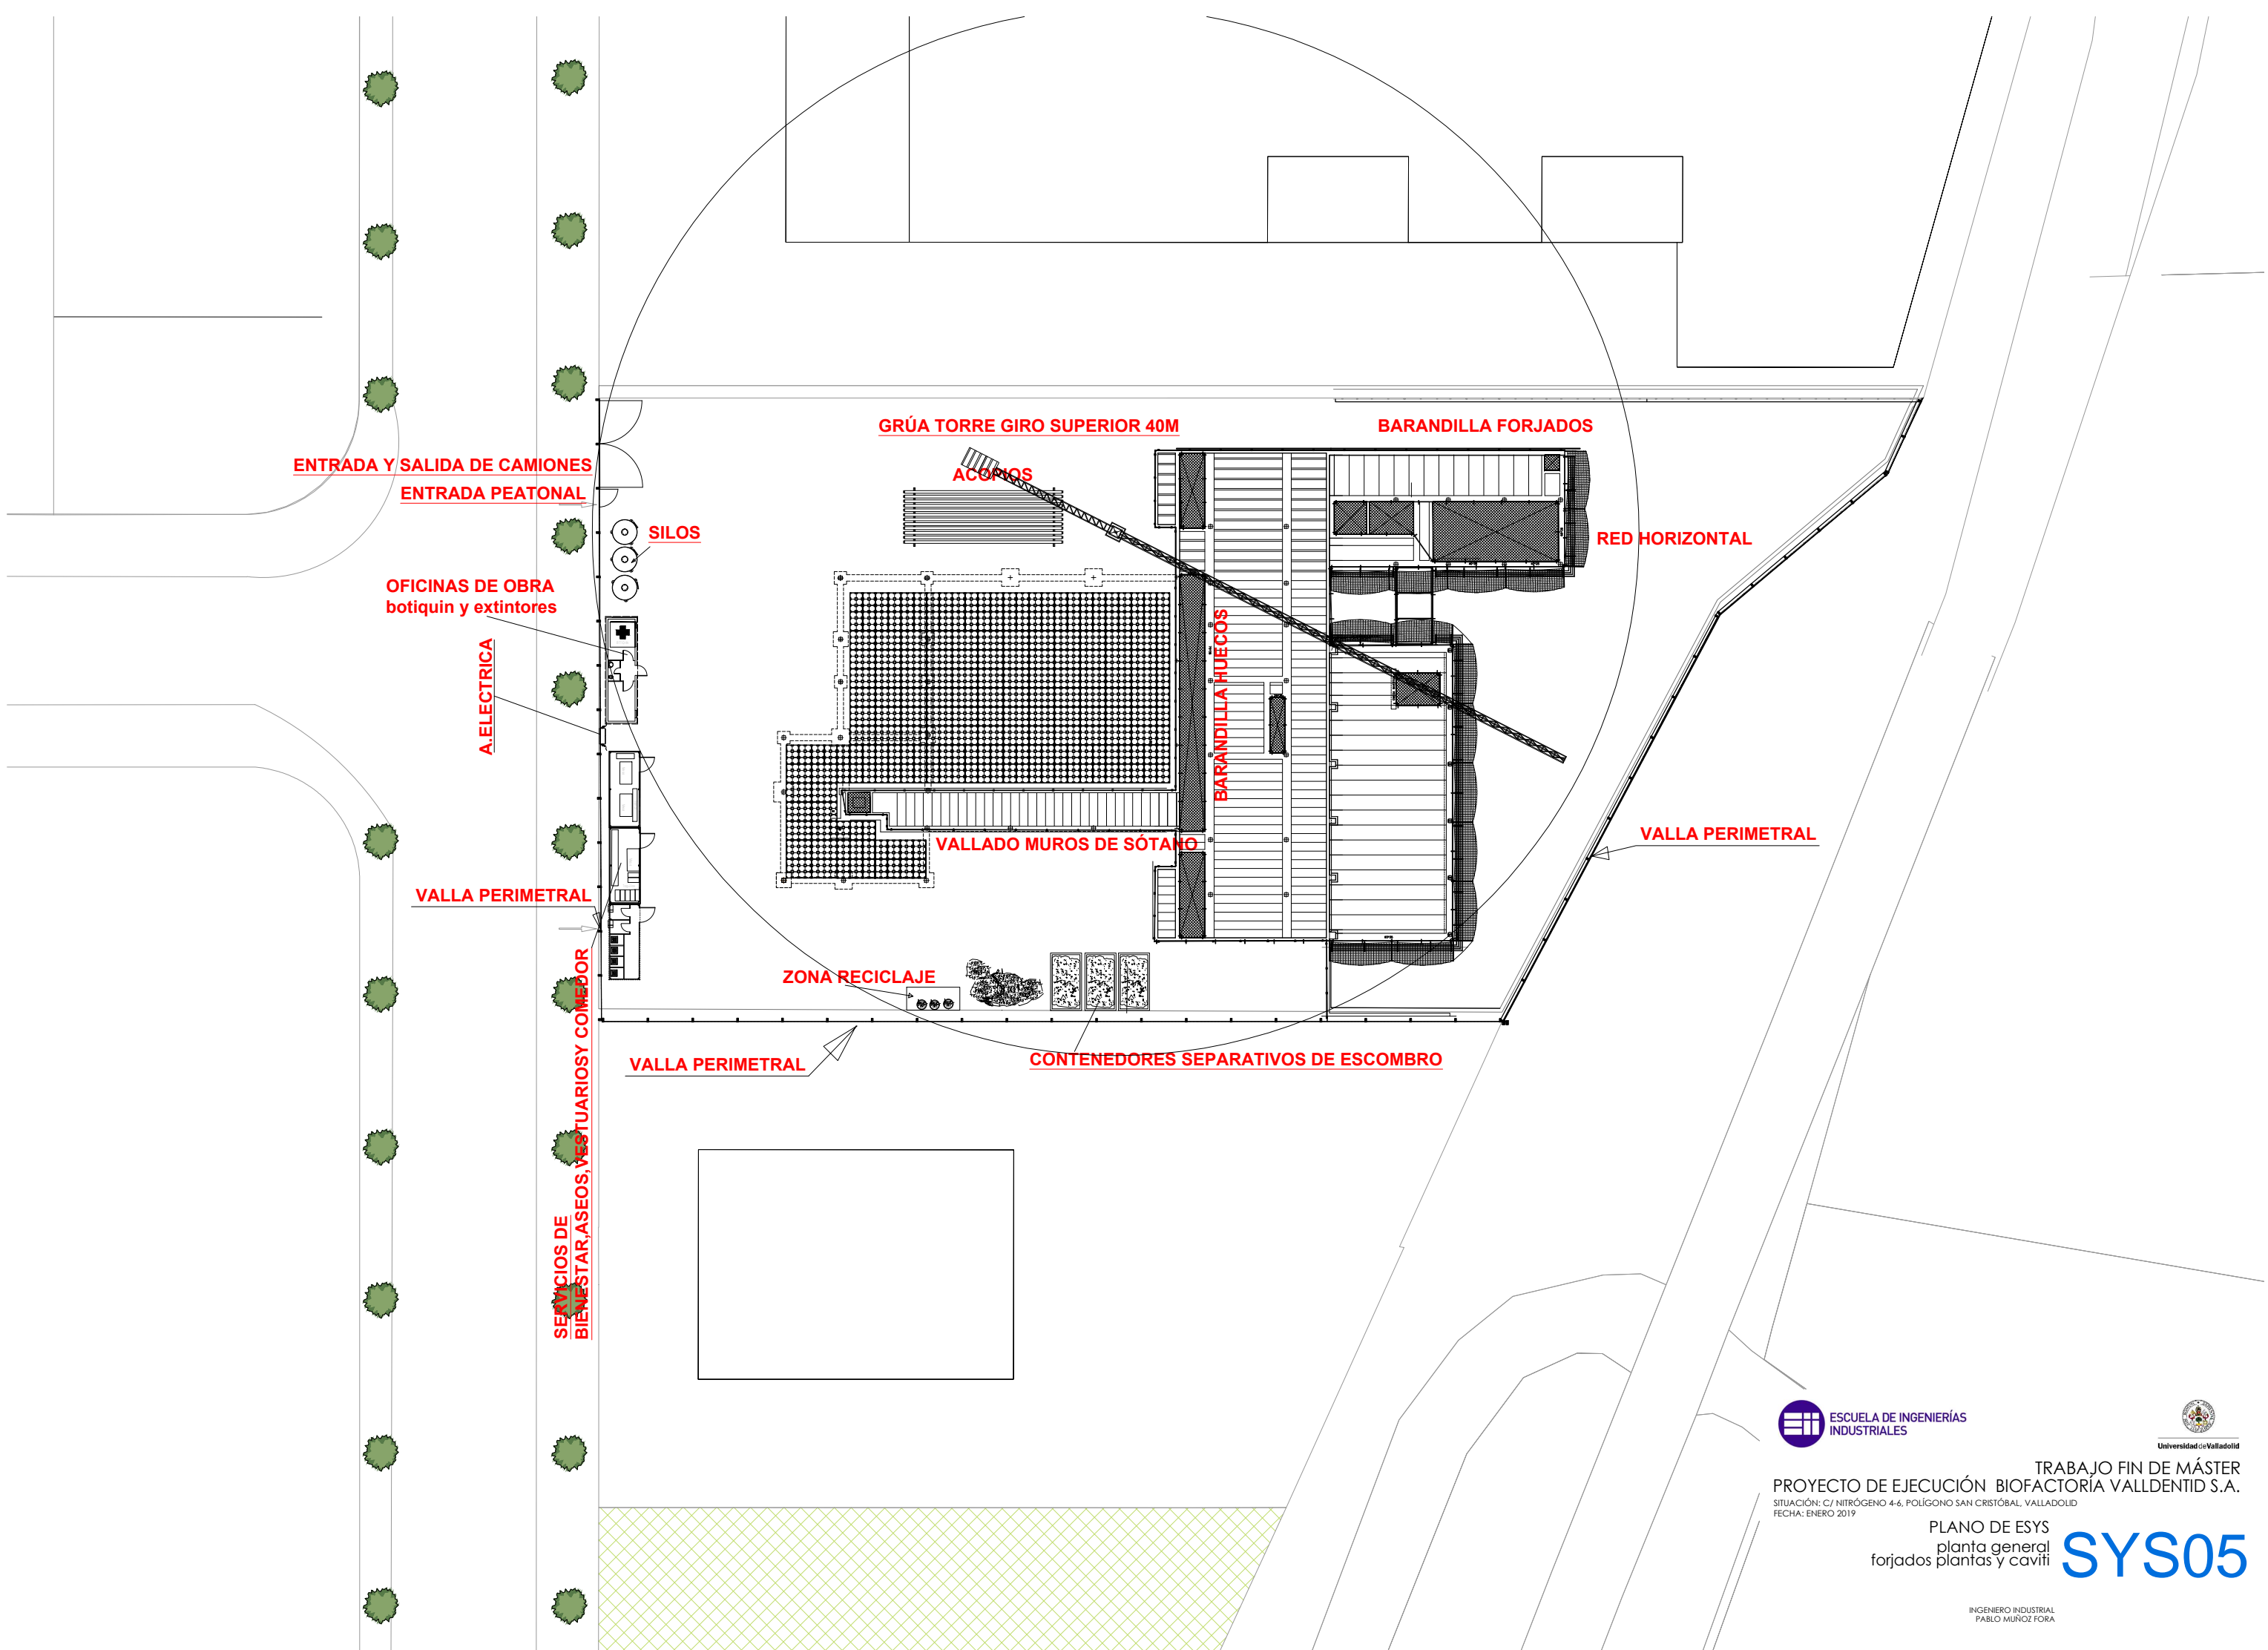 GRÚA TORRE GIRO SUPERIOR 40M
BARANDILLA FORJADOS
ENTRADA Y SALIDA DE CAMIONES
ACOPIOS
ENTRADA PEATONAL
SILOS
RED HORIZONTAL
OFICINAS DE OBRA
botiquin y extintores
A.ELECTRICA
BARANDILLA HUECOS
VALLADO MUROS DE SÓTANO
VALLA PERIMETRAL
VALLA PERIMETRAL
ZONA RECICLAJE
SERVICIOS DE
BIENESTAR,ASEOS,VESTUARIOSY COMEDOR
VALLA PERIMETRAL
CONTENEDORES SEPARATIVOS DE ESCOMBRO
ESCUELA DE INGENIERÍAS
INDUSTRIALES
UniversidaddeValladolid
TRABAJO FIN DE MÁSTER
PROYECTO DE EJECUCIÓN BIOFACTORÍA VALLDENTID S.A.
SITUACIÓN: C/ NITRÓGENO 4-6, POLÍGONO SAN CRISTÓBAL, VALLADOLID
FECHA: ENERO 2019
PLANO DE ESYS
planta general
forjados plantas y caviti
SYS05
INGENIERO INDUSTRIAL
PABLO MUÑOZ FORA